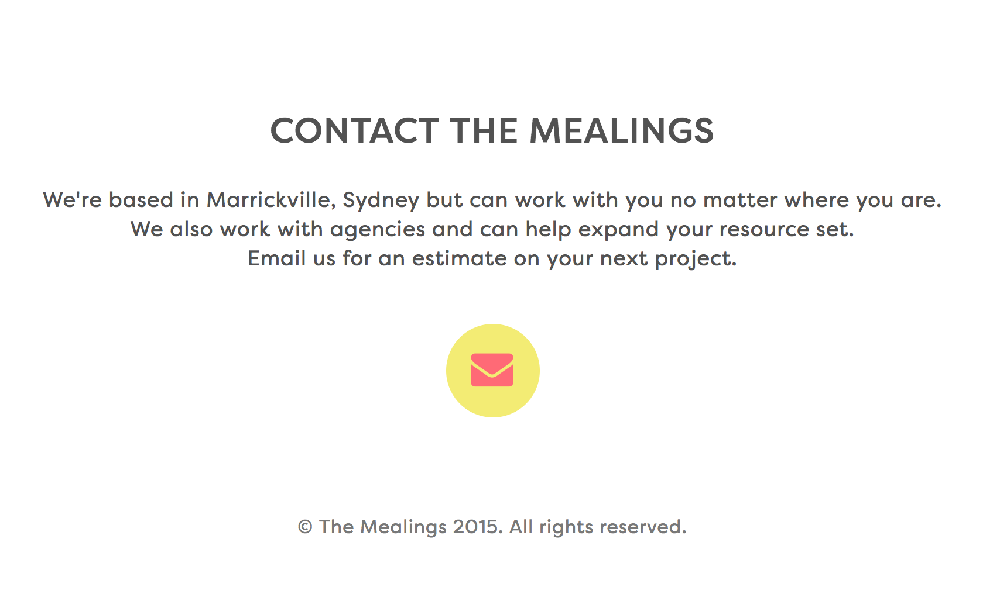 CONTACT THE MEALINGS
We're based in Marrickville, Sydney but can work with you no matter where you are.
We also work with agencies and can help expand your resource set.
Email us for an estimate on your next project.
© The Mealings 2015. All rights reserved.